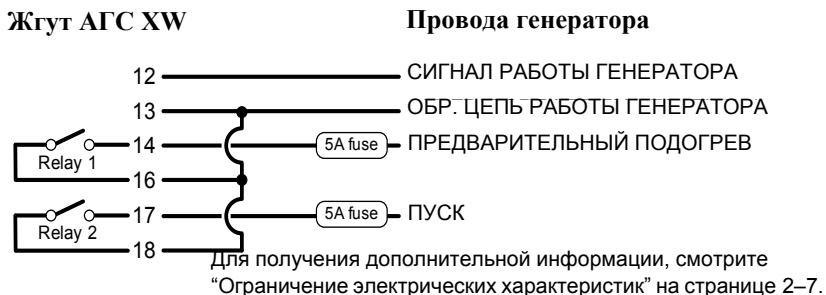 Жгут АГС XW Провода генератора
12 СИГНАЛ РАБОТЫ ГЕНЕРАТОРА
13 ОБР. ЦЕПЬ РАБОТЫ ГЕНЕРАТОРА
14 5A fuse ПРЕДВАРИТЕЛЬНЫЙ ПОДОГРЕВ
Relay 1
16
17 5A fuse ПУСК
Relay 2
18
Для получения дополнительной информации, смотрите
“Ограничение электрических характеристик” на странице 2–7.